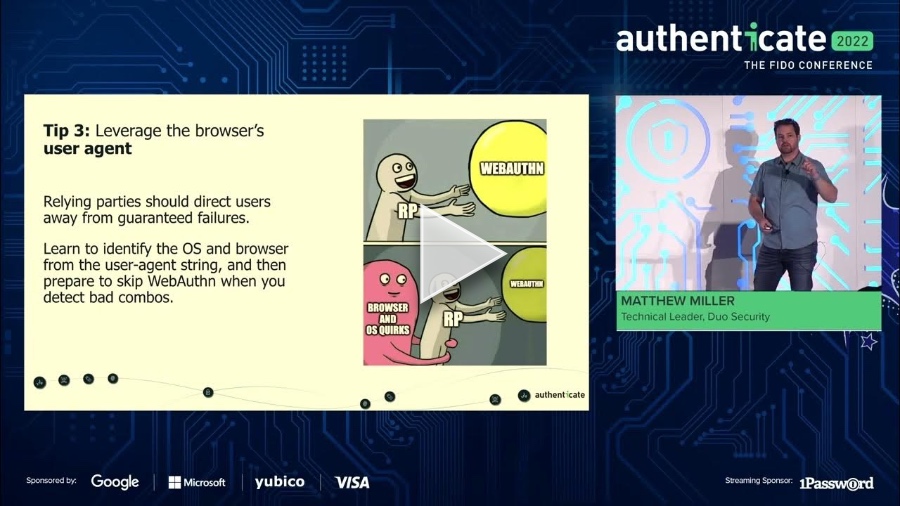 authenticate 2022
THE FIDO CONFERENCE
Tip 3: Leverage the browser's
user agent
Relying parties should direct users
away from guaranteed failures.
Learn to identify the OS and browser
from the user-agent string, and then
prepare to skip WebAuthn when you
detect bad combos.
WEBAUTHN
RP
WEBAUTHN
BROWSER
AND
OS QUIRKS
RP
authenticate
MATTHEW MILLER
Technical Leader, Duo Security
Sponsored by: Google Microsoft yubico VISA
Streaming Sponsor: 1Password